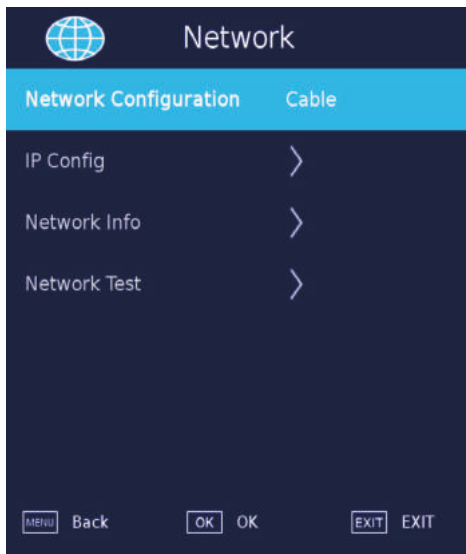 Network
Network Configuration Cable
IP Config
Network Info
Network Test
MENU Back OK OK EXIT EXIT